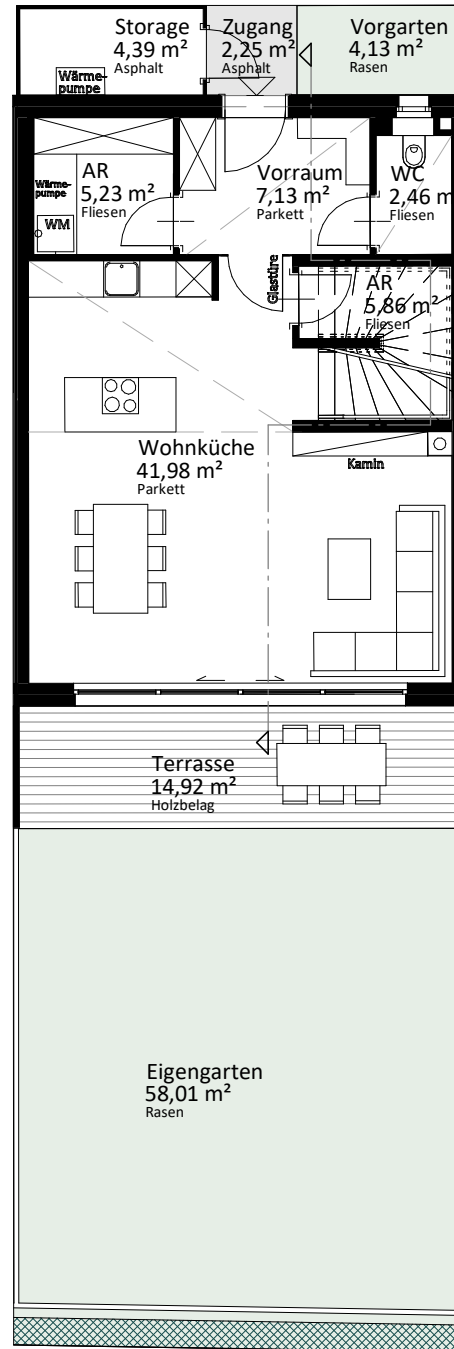 Storage
4,39 m²
Asphalt
Zugang
2,25 m²
Asphalt
Vorgarten
4,13 m²
Rasen
Wärme-
pumpe
AR
5,23 m²
Fliesen
Wärme-
pumpe
WM
Vorraum
7,13 m²
Parkett
WC
2,46 m
Fliesen
Glastüre
AR
5,86 m²
Fliesen
Wohnküche
41,98 m²
Parkett
Kamin
Terrasse
14,92 m²
Holzbelag
Eigengarten
58,01 m²
Rasen